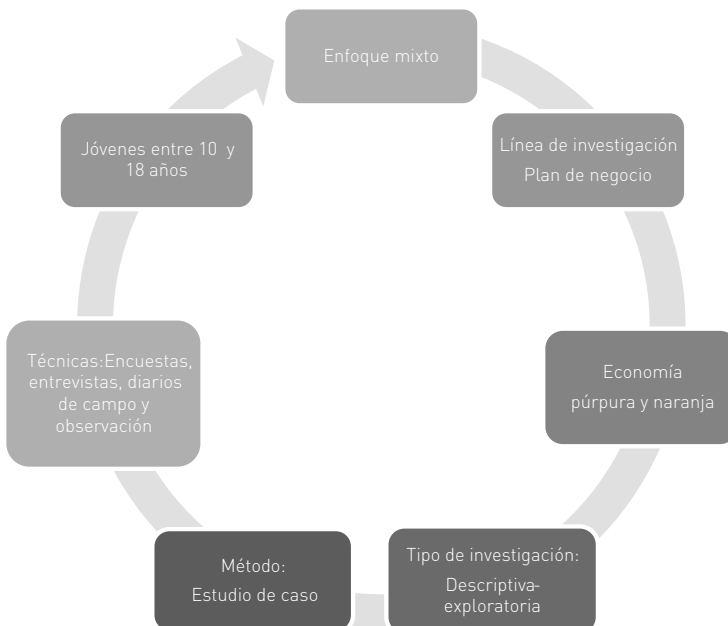 Enfoque mixto
Línea de investigación
Plan de negocio
Economía
púrpura y naranja
Tipo de investigación:
Descriptiva-
exploratoria
Método:
Estudio de caso
Técnicas:Encuestas,
entrevistas, diarios
de campo y
observación
Jóvenes entre 10 y
18 años